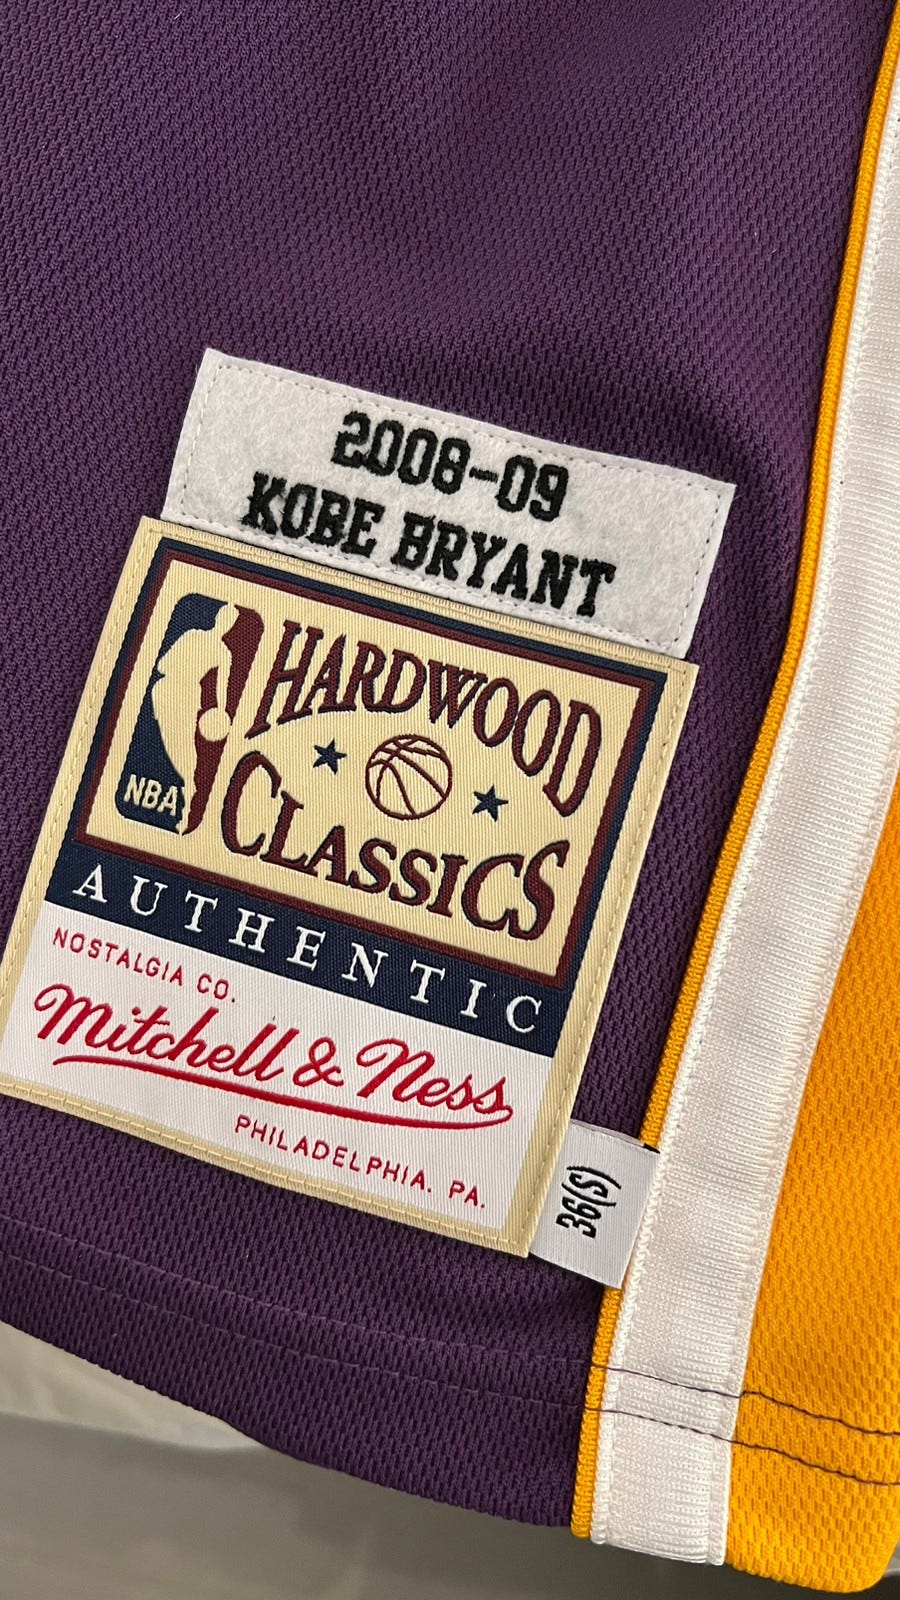 2008-09
KOBE BRYANT
HARDWOOD
CLASSICS
NBA
AUTHENTIC
NOSTALGIA CO.
Mitchell & Ness
PHILADELPHIA. PA.
36(S)